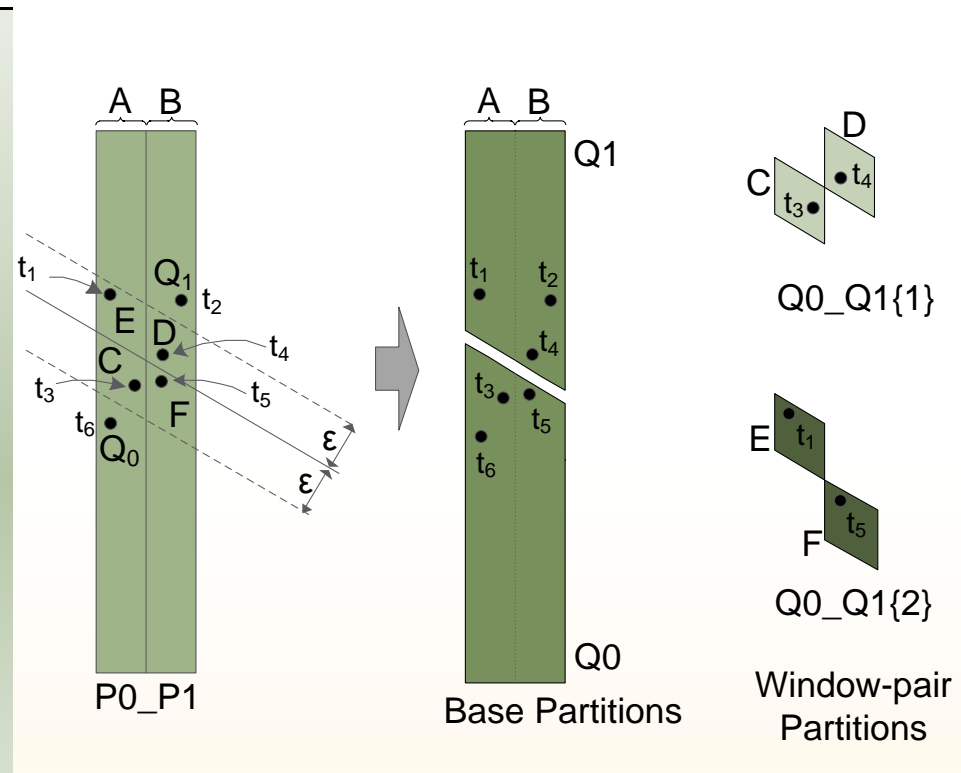 A B
t₁
Q₁
t₂
E
D
t₄
C
t₃
t₅
F
t₆
Q₀
ε
ε
P0_P1
A B
Q1
t₁
t₂
t₄
t₃
t₅
t₆
Q0
Base Partitions
D
C
t₄
t₃
Q0_Q1{1}
E
t₁
t₅
F
Q0_Q1{2}
Window-pair
Partitions